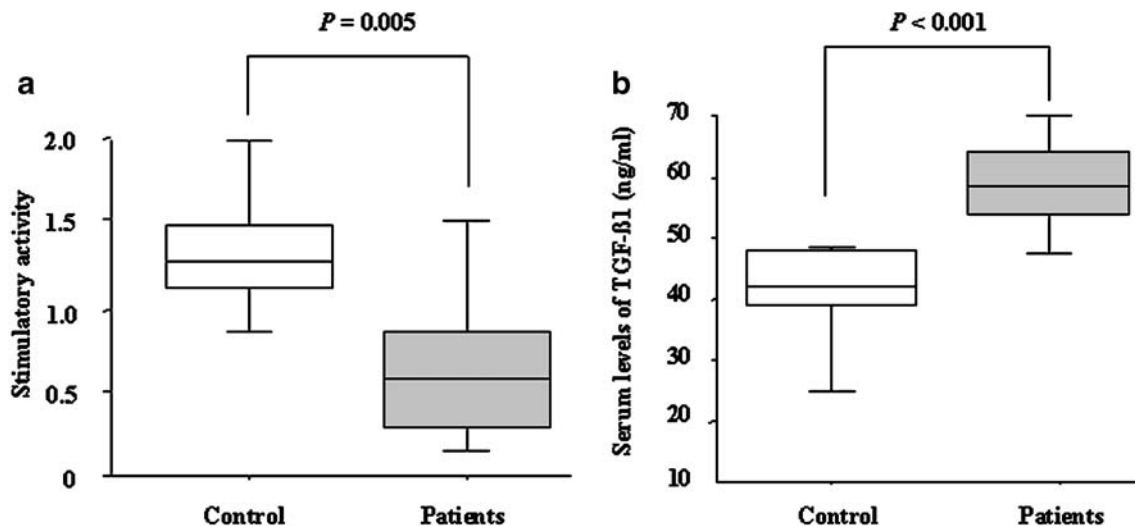 P = 0.005
a
Stimulatory activity
2.0
1.5
1.0
0.5
0
Control Patients
P < 0.001
b
Serum levels of TGF-ß1 (ng/ml)
70
60
50
40
30
20
10
Control Patients